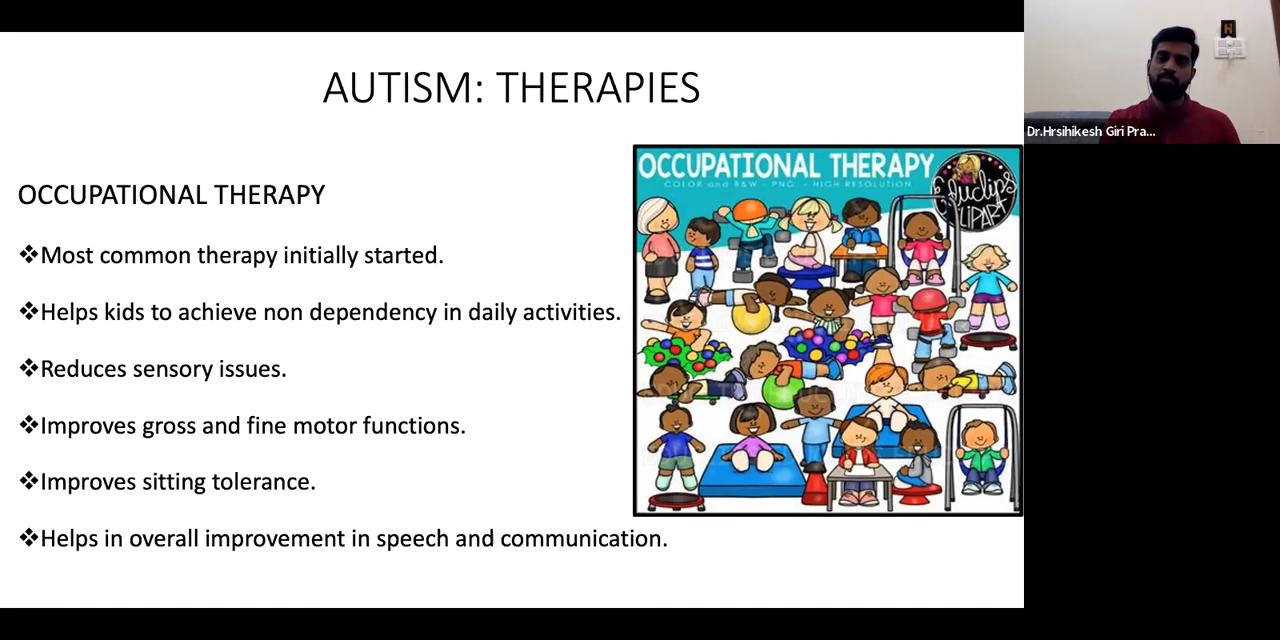 AUTISM: THERAPIES
OCCUPATIONAL THERAPY
❖Most common therapy initially started.
❖Helps kids to achieve non dependency in daily activities.
❖Reduces sensory issues.
❖Improves gross and fine motor functions.
❖Improves sitting tolerance.
❖Helps in overall improvement in speech and communication.
OCCUPATIONAL THERAPY
COLOR and B&W - PNG - HIGH RESOLUTION
Educlips
CLIPART
H
Dr.Hrsihikesh Giri Pra...